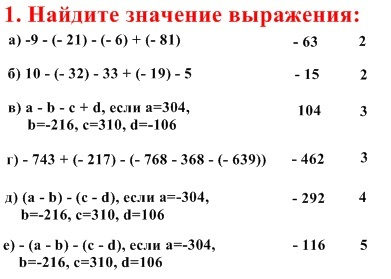 1. Найдите значение выражения:
а) -9 - (- 21) - (- 6) + (- 81) - 63 2
б) 10 - (- 32) - 33 + (- 19) - 5 - 15 2
в) a - b - c + d, если a=304, 104 3
b=-216, c=310, d=-106
г) - 743 + (- 217) - (- 768 - 368 - (- 639)) - 462 3
д) (a - b) - (c - d), если a=-304, - 292 4
b=-216, c=310, d=106
е) - (a - b) - (c - d), если a=-304, - 116 5
b=-216, c=310, d=106